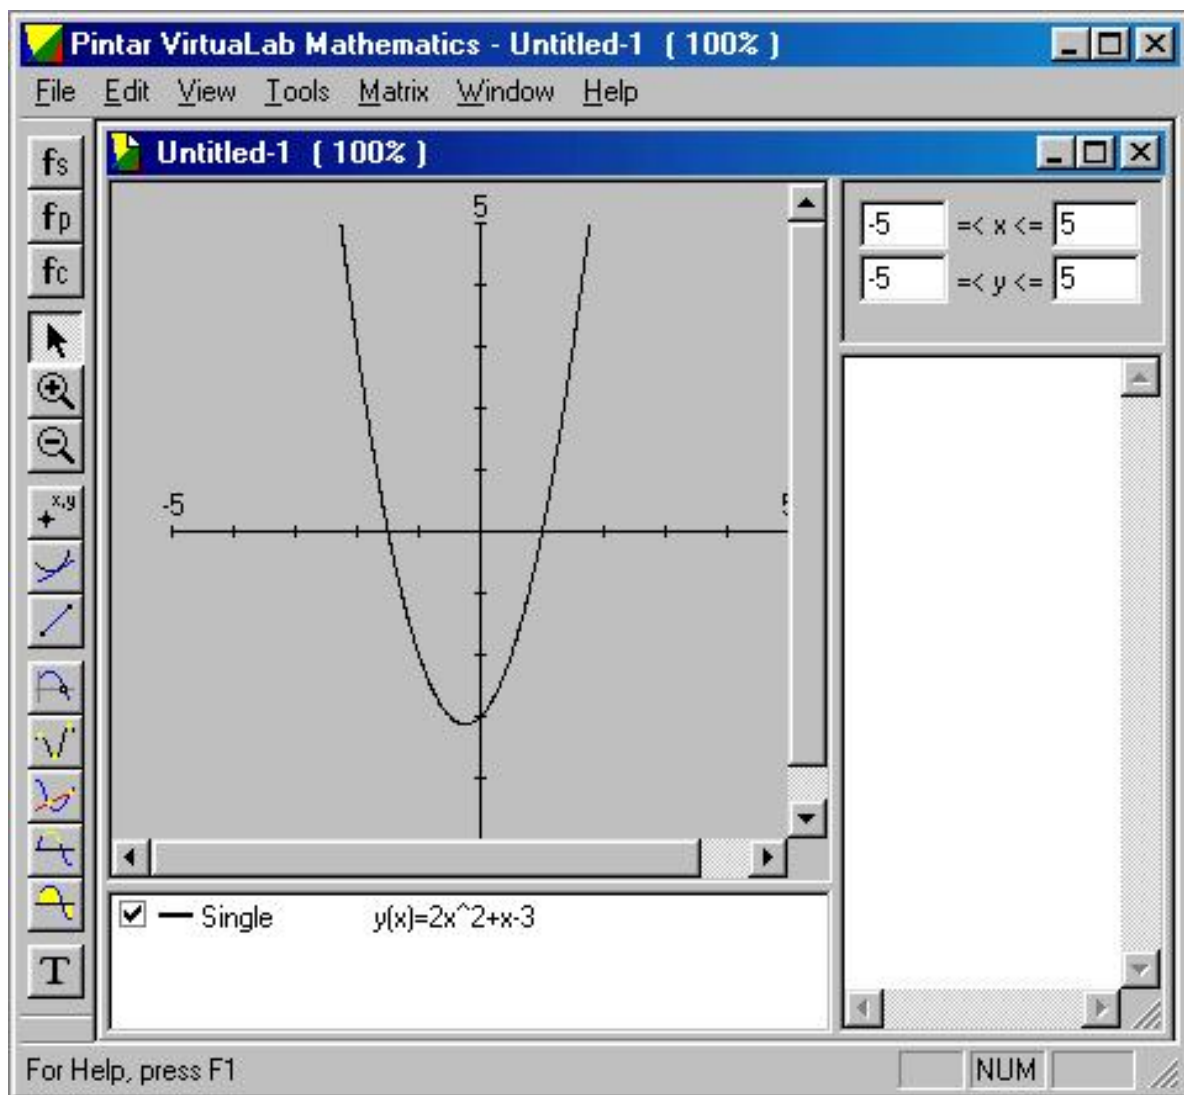 Pintar VirtuaLab Mathematics - Untitled-1 ( 100% )
File Edit View Tools Matrix Window Help
Untitled-1 ( 100% )
fs
fp
fc
x,y
T
5
-5
5
-5 =< x <= 5
-5 =< y <= 5
Single y(x)=2x^2+x-3
For Help, press F1
NUM